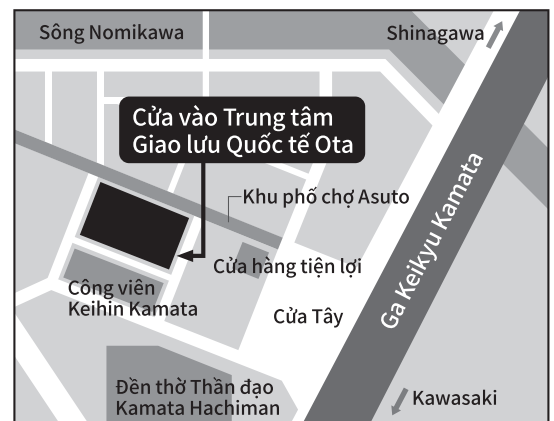 Sông Nomikawa
Shinagawa
Cửa vào Trung tâm
Giao lưu Quốc tế Ota
Khu phố chợ Asuto
Ga Keikyu Kamata
Cửa hàng tiện lợi
Công viên
Keihin Kamata
Cửa Tây
Đền thờ Thần đạo
Kamata Hachiman
Kawasaki